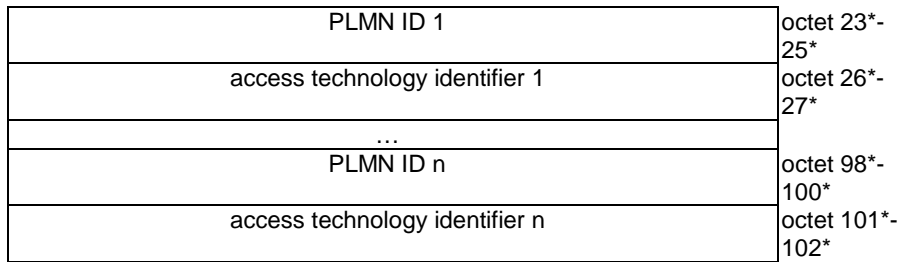 PLMN ID 1 octet 23*-
25*
access technology identifier 1 octet 26*-
27*
…
PLMN ID n octet 98*-
100*
access technology identifier n octet 101*-
102*